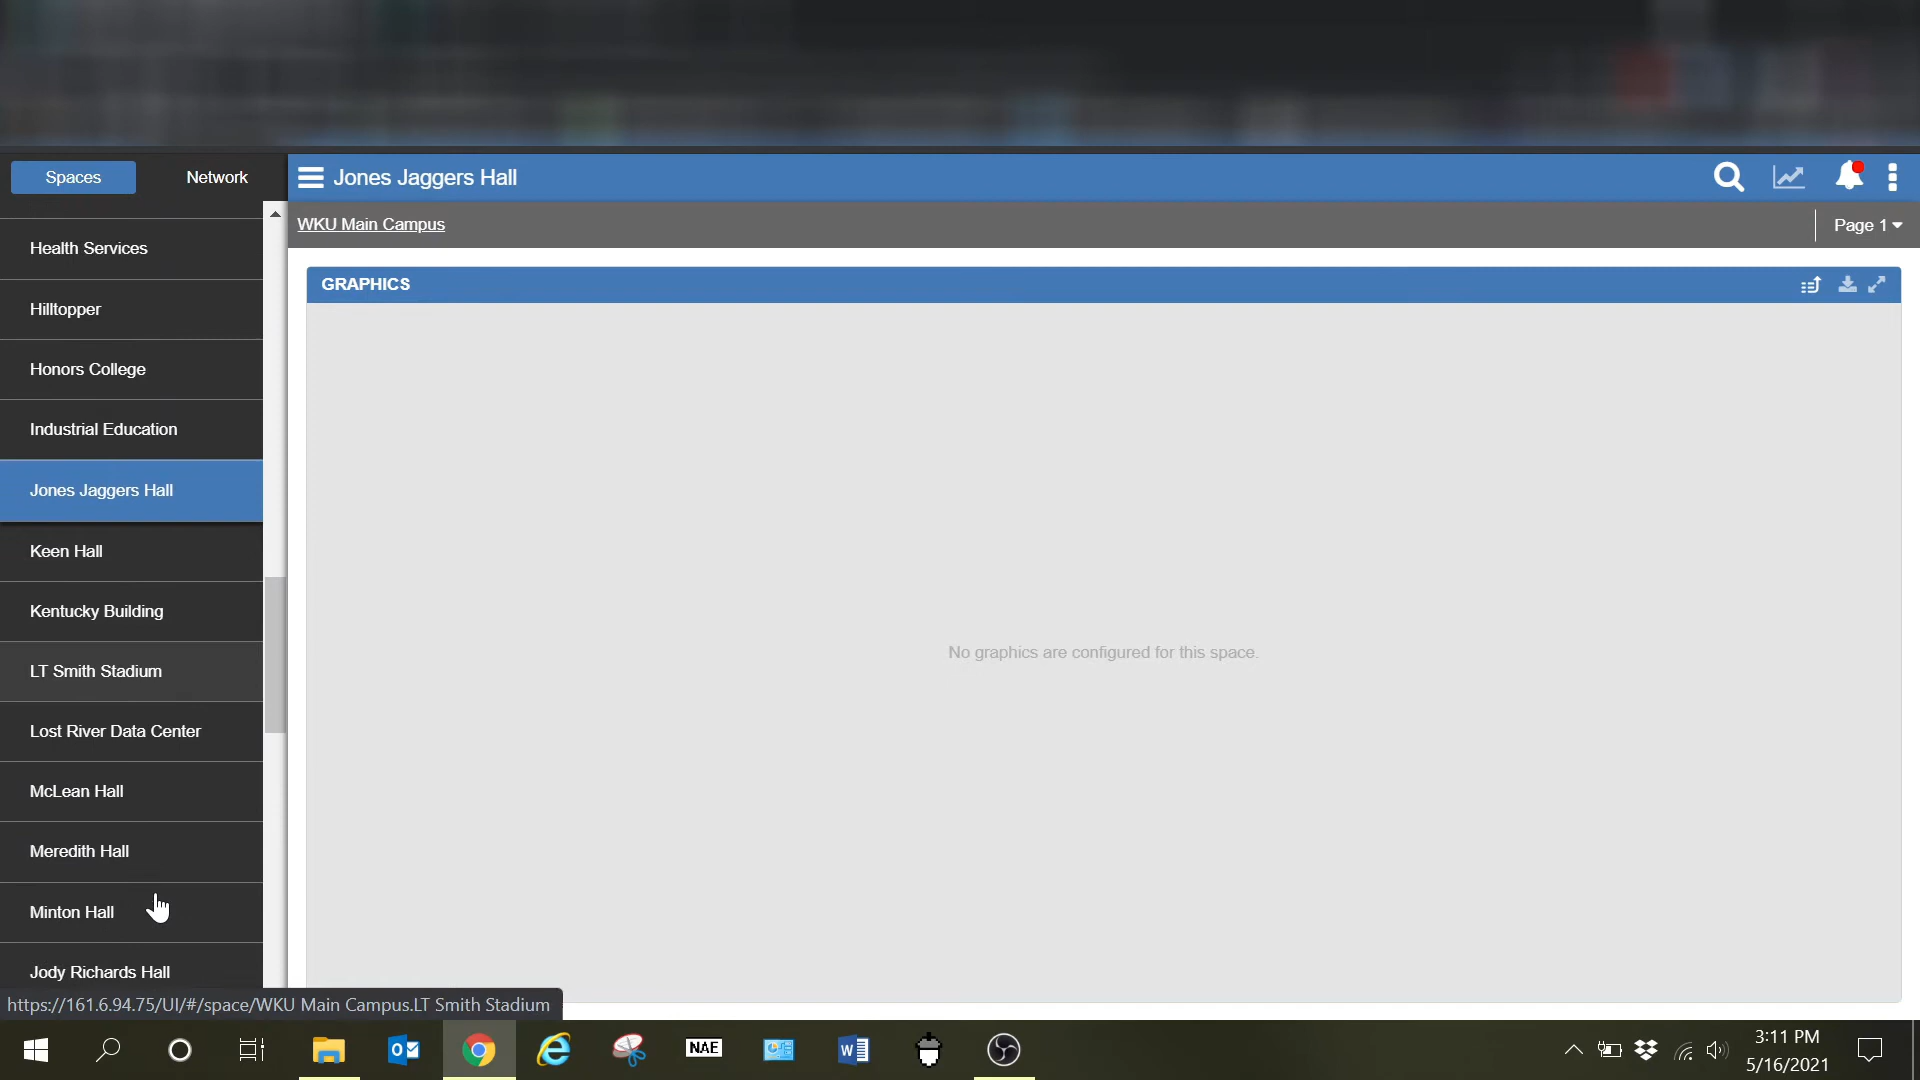 Spaces
Network
Jones Jaggers Hall
WKU Main Campus
Page 1
Health Services
Hilltopper
Honors College
Industrial Education
Jones Jaggers Hall
Keen Hall
Kentucky Building
LT Smith Stadium
Lost River Data Center
McLean Hall
Meredith Hall
Minton Hall
Jody Richards Hall
GRAPHICS
No graphics are configured for this space.
https://161.6.94.75/UI/#/space/WKU Main Campus.LT Smith Stadium
NAE
3:11 PM
5/16/2021